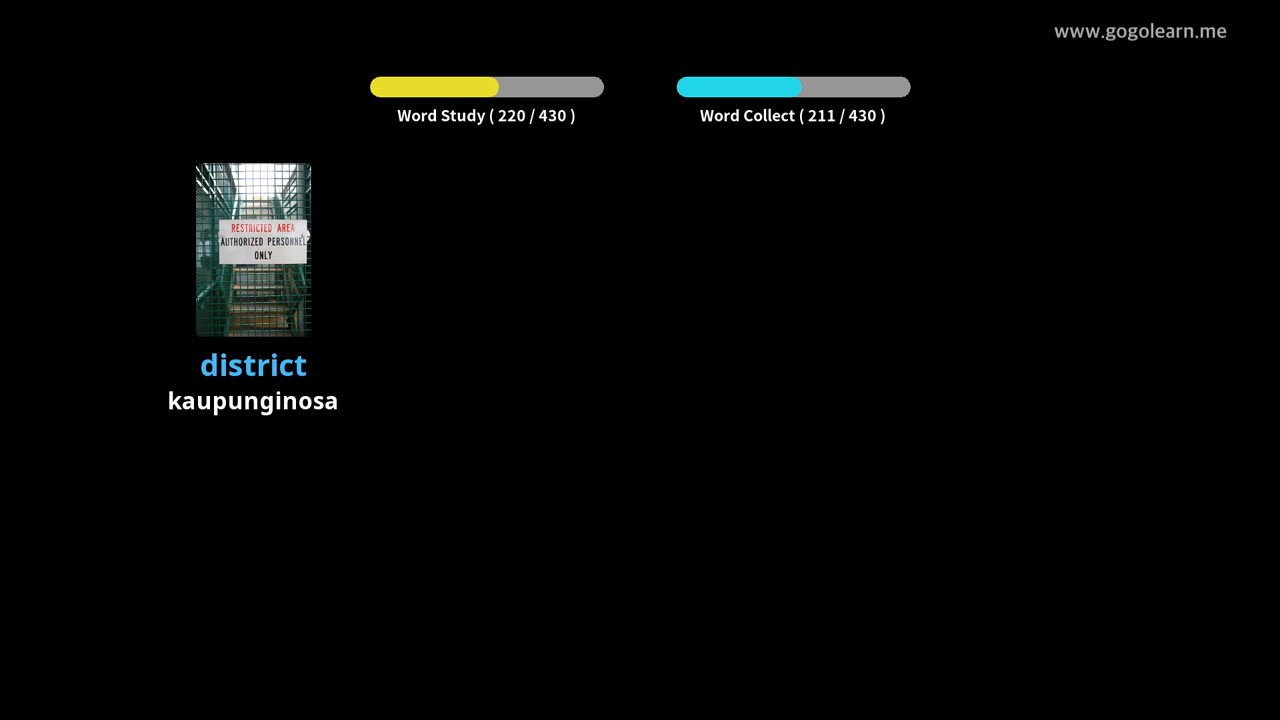 www.gogolearn.me
Word Study ( 220 / 430 )
Word Collect ( 211 / 430 )
RESTRICTED AREA
AUTHORIZED PERSONNEL
ONLY
district
kaupunginosa